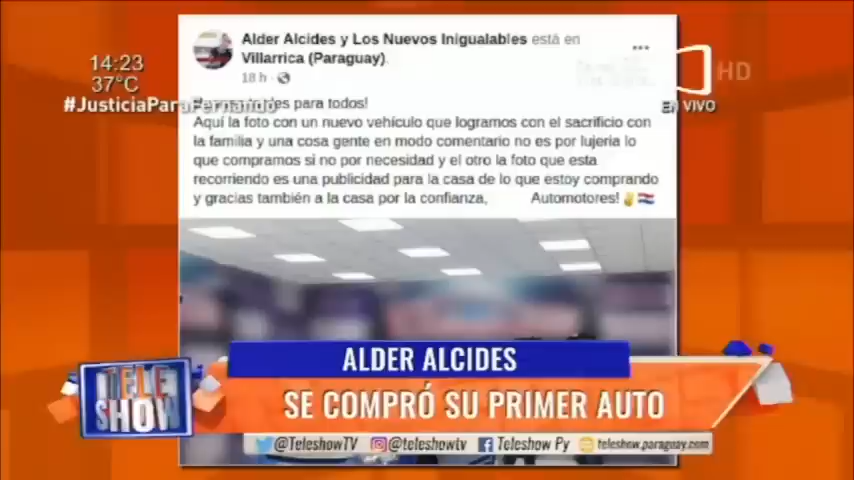 Alder Alcides y Los Nuevos Inigualables está en
Villarrica (Paraguay).
18 h
14:23
37°C
#JusticiaParaFernando
HD
EN VIVO
para todos!
Aquí la foto con un nuevo vehículo que logramos con el sacrificio con
la familia y una cosa gente en modo comentario no es por lujeria lo
que compramos si no por necesidad y el otro la foto que esta
recorriendo es una publicidad para la casa de lo que estoy comprando
y gracias también a la casa por la confianza, Automotores!
ALDER ALCIDES
TELE
SHOW
SE COMPRÓ SU PRIMER AUTO
@TeleshowTV @teleshowtv Teleshow Py teleshow.paraguay.com